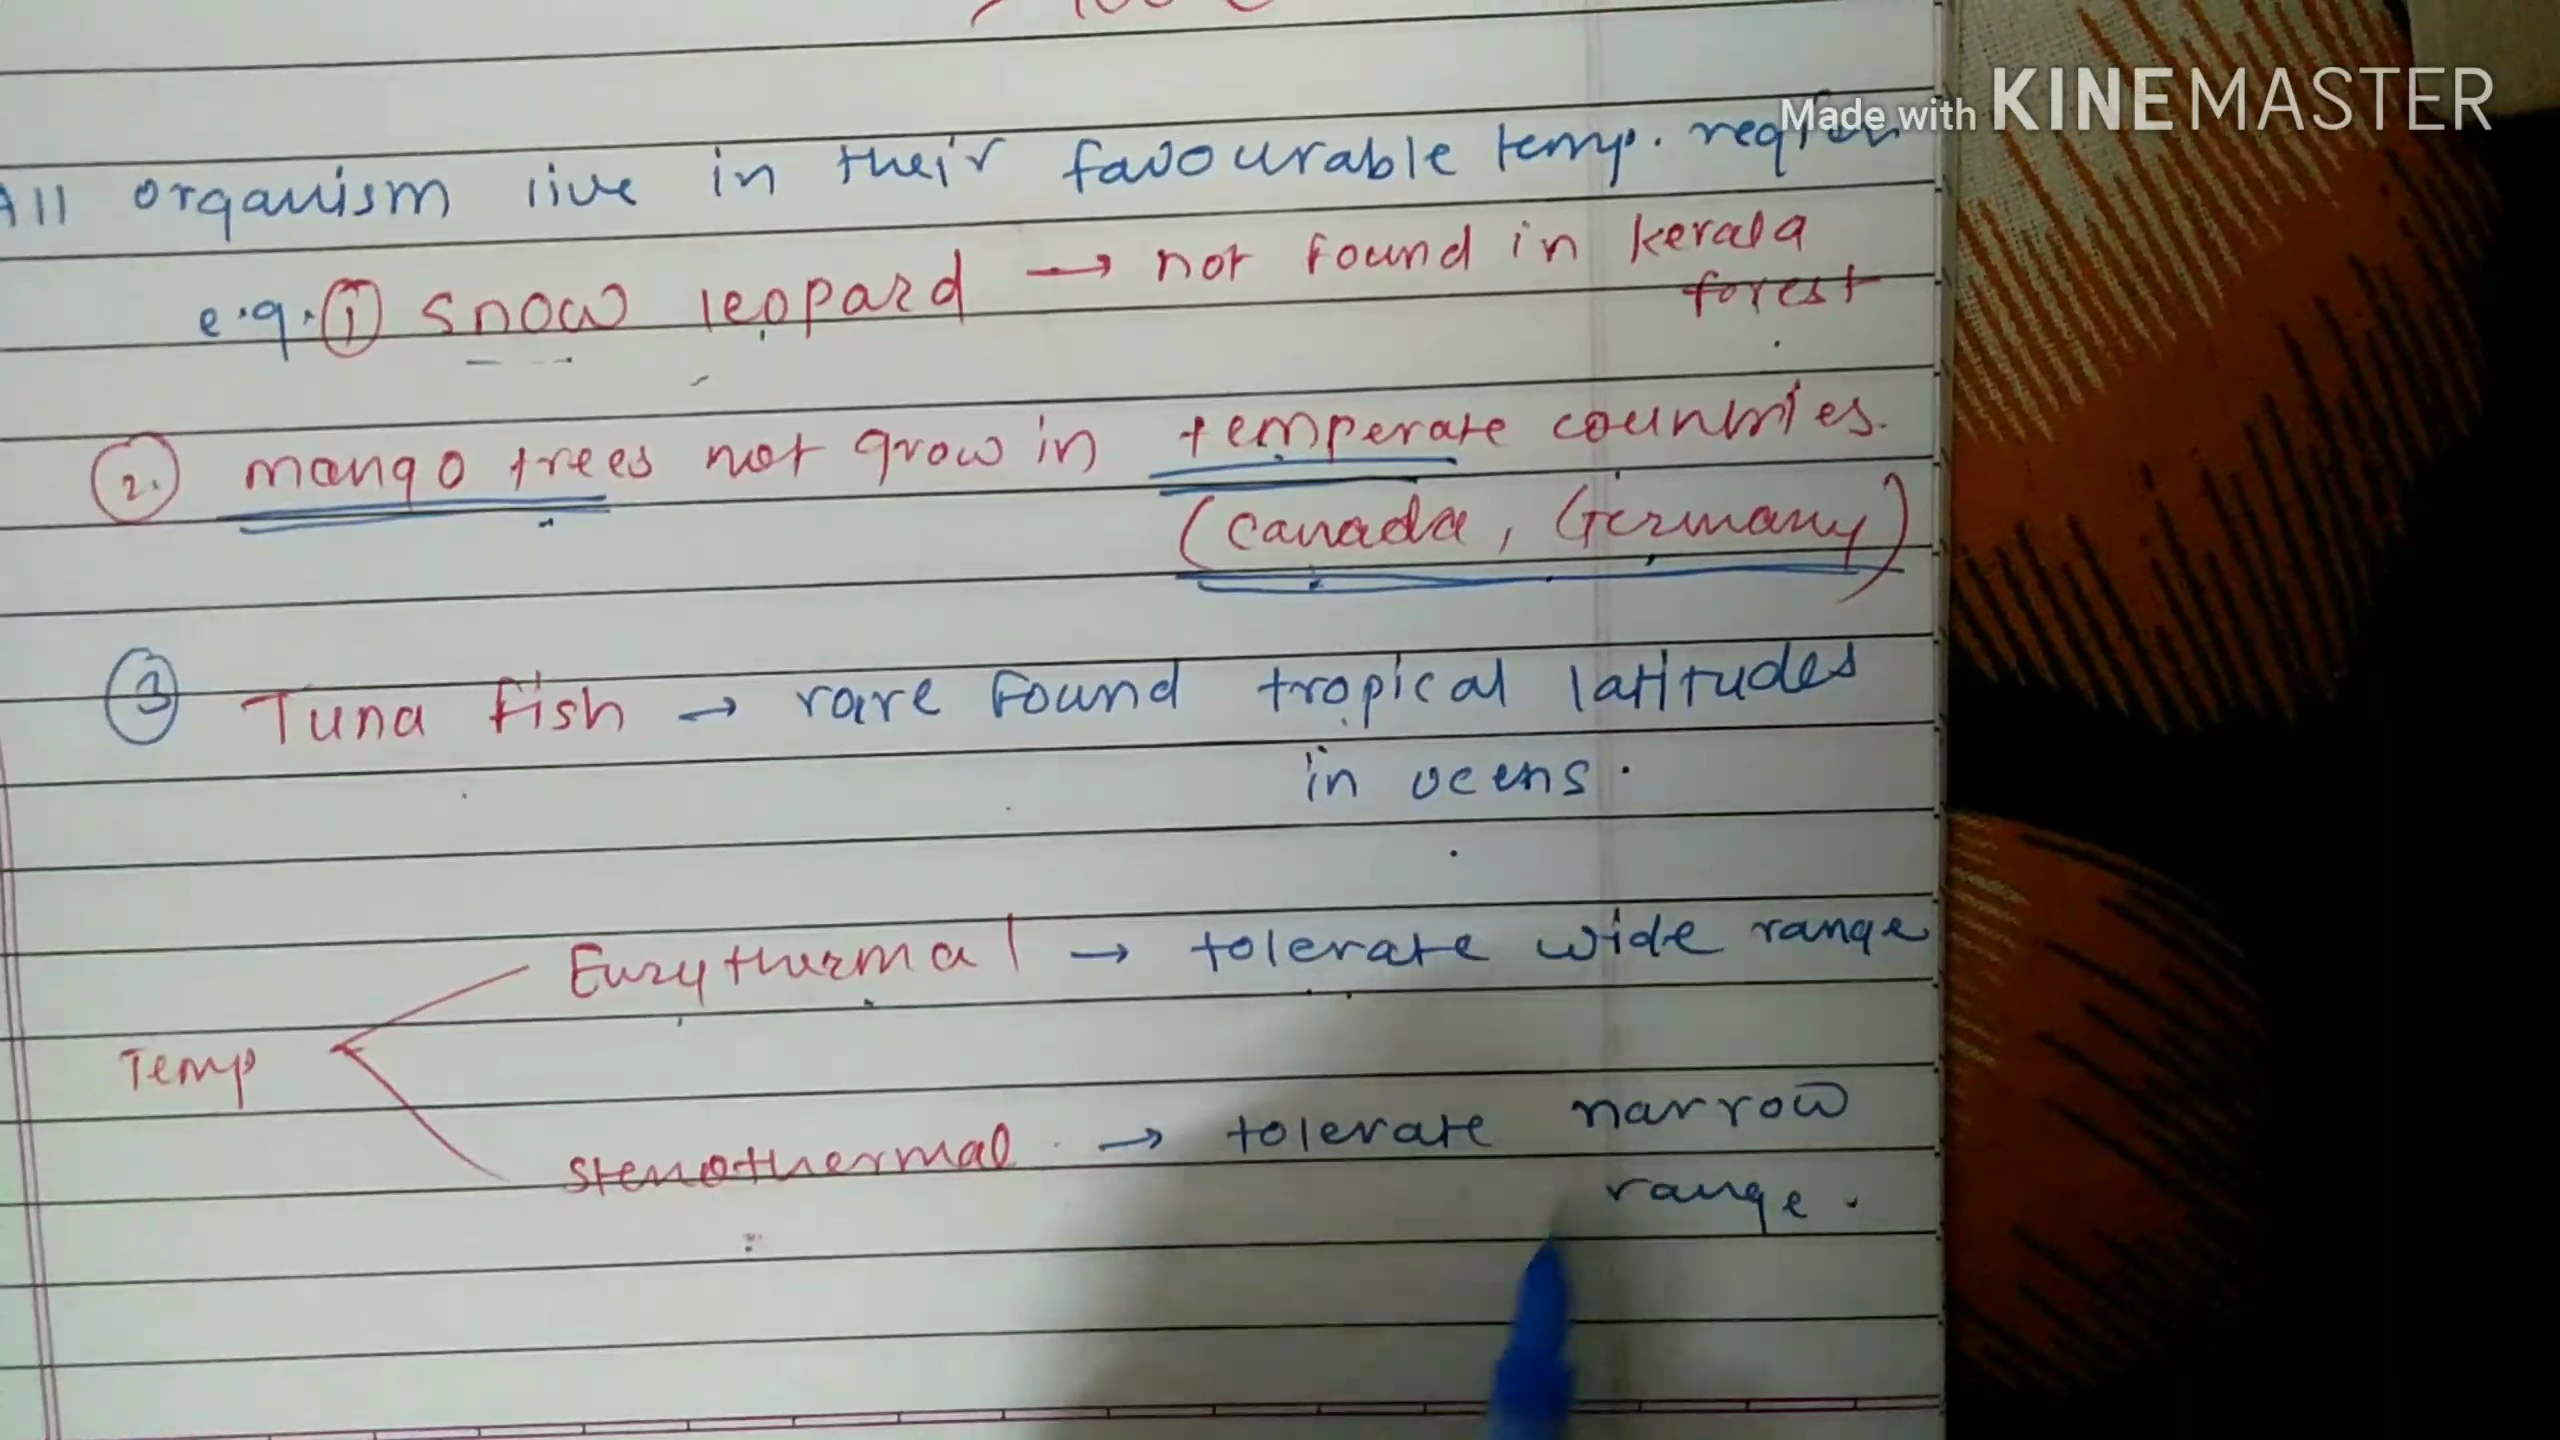 Made with KINEMASTER
All organism live in their favourable temp. region
e.g. ① snow leopard → not found in kerala
forest
②. mango trees not grow in temperate countries.
(Canada, Germany)
③ Tuna fish → rare found tropical latitudes
in ocens.
Eurythermal → tolerate wide range
Temp
stenothermal → tolerate narrow
range.